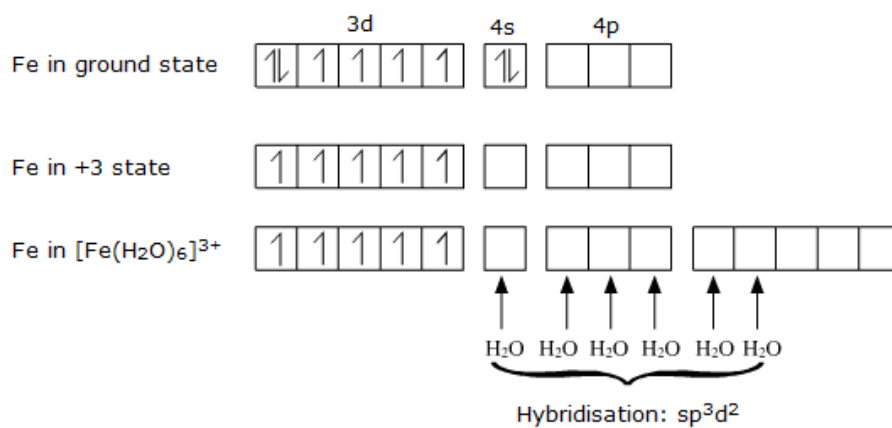 3d 4s 4p
Fe in ground state
Fe in +3 state
Fe in [Fe(H₂O)₆]³⁺
H₂O H₂O H₂O H₂O H₂O H₂O
Hybridisation: sp³d²